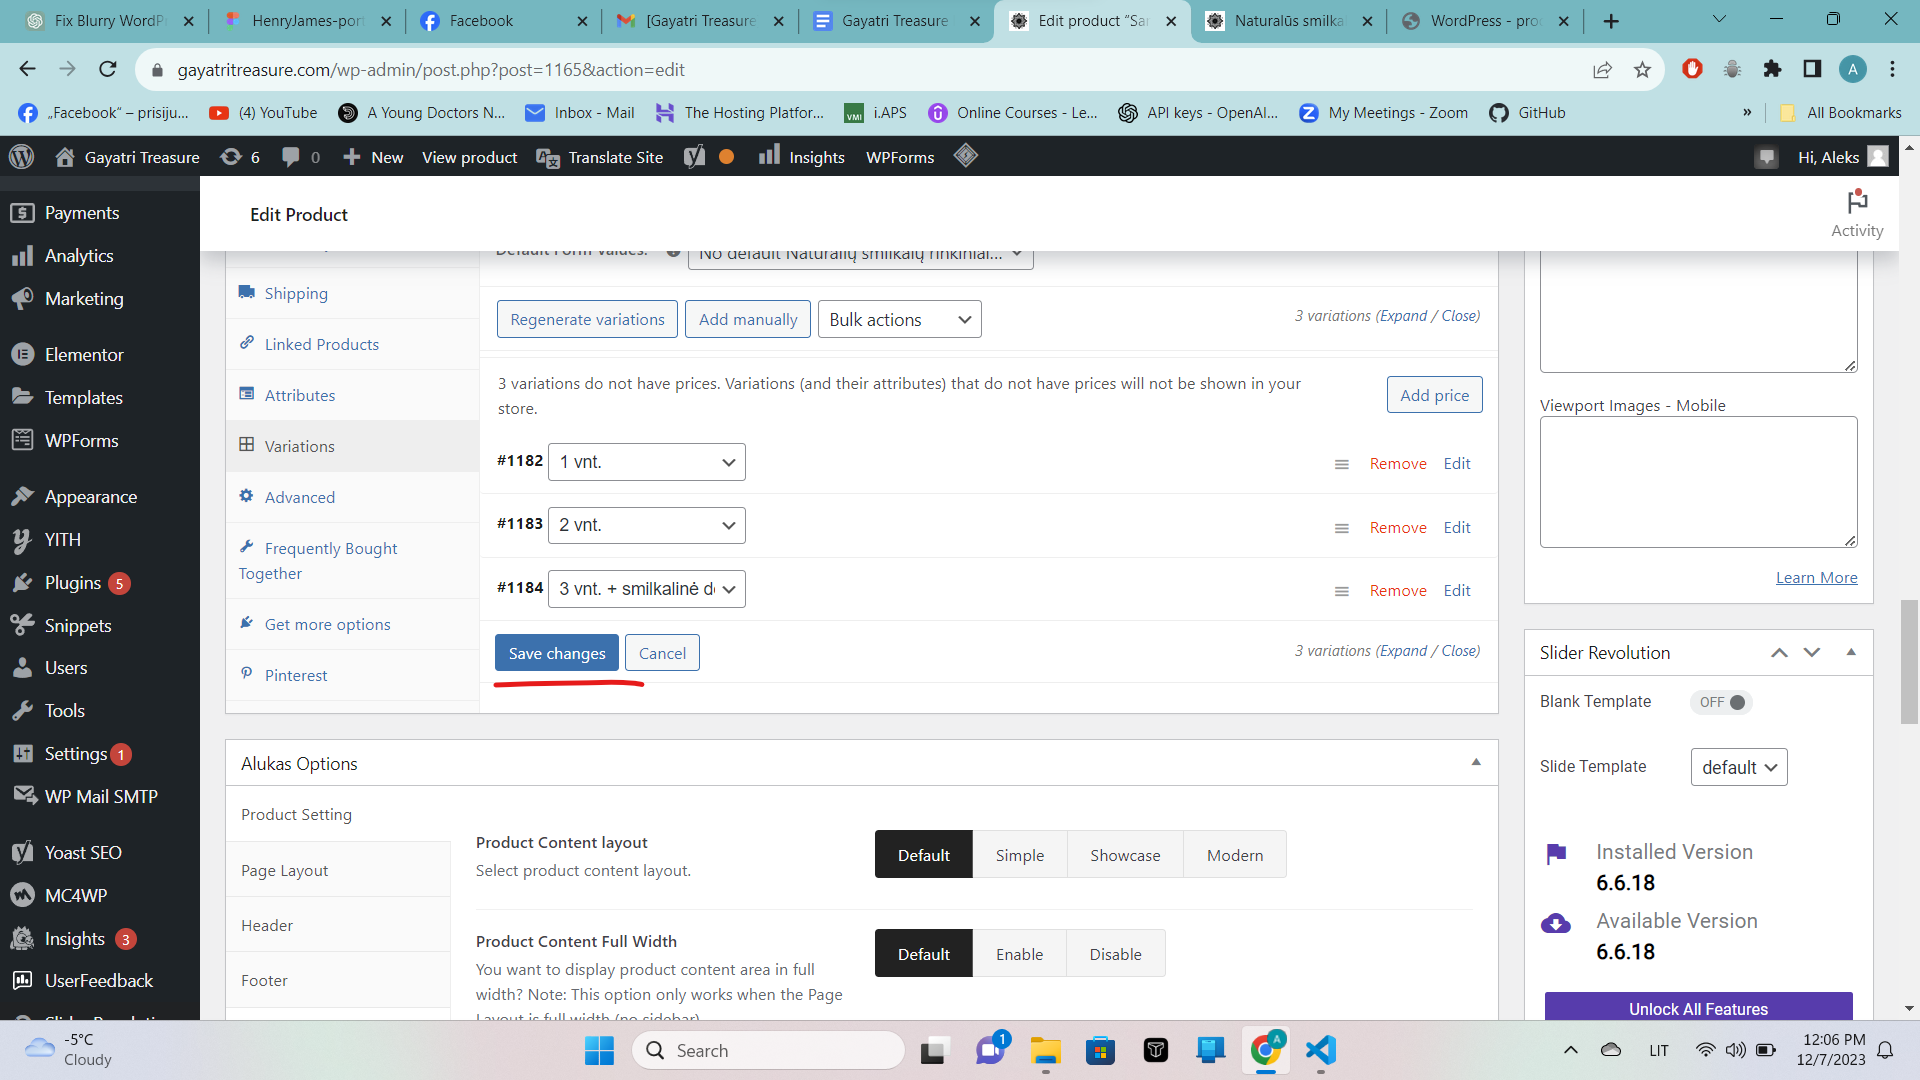 Fix Blurry WordPr
HenryJames-port
Facebook
[Gayatri Treasure
Gayatri Treasure
Edit product “Sar
Naturalūs smilka
WordPress - pro
gayatritreasure.com/wp-admin/post.php?post=1165&action=edit
A
„Facebook“ – prisiju...
(4) YouTube
A Young Doctors N...
Inbox - Mail
The Hosting Platfor...
VMI i.APS
Online Courses - Le...
API keys - OpenAI...
My Meetings - Zoom
GitHub
»
All Bookmarks
Gayatri Treasure
6
0
New
View product
Translate Site
Insights
WPForms
Hi, Aleks
Payments
Analytics
Marketing
Elementor
Templates
WPForms
Appearance
YITH
Plugins 5
Snippets
Users
Tools
Settings 1
WP Mail SMTP
Yoast SEO
MC4WP
Insights 3
UserFeedback
Slider Revoluti
Edit Product
Activity
Default Form Values:
No default Naturalių smilkalų rinkiniai...
Shipping
Linked Products
Attributes
Variations
Advanced
Frequently Bought
Together
Get more options
Pinterest
Regenerate variations
Add manually
Bulk actions
3 variations (Expand / Close)
3 variations do not have prices. Variations (and their attributes) that do not have prices will not be shown in your
store.
Add price
#1182 1 vnt. Remove Edit
#1183 2 vnt. Remove Edit
#1184 3 vnt. + smilkalinė d Remove Edit
Save changes
Cancel
3 variations (Expand / Close)
Alukas Options
Product Setting
Page Layout
Header
Footer
Product Content layout
Select product content layout.
Default Simple Showcase Modern
Product Content Full Width
You want to display product content area in full
width? Note: This option only works when the Page
Layout is full width (no sidebar)
Default Enable Disable
Viewport Images - Mobile
Learn More
Slider Revolution
Blank Template
OFF
Slide Template
default
Installed Version
6.6.18
Available Version
6.6.18
Unlock All Features
-5°C
Cloudy
Search
1
A
LIT
12:06 PM
12/7/2023